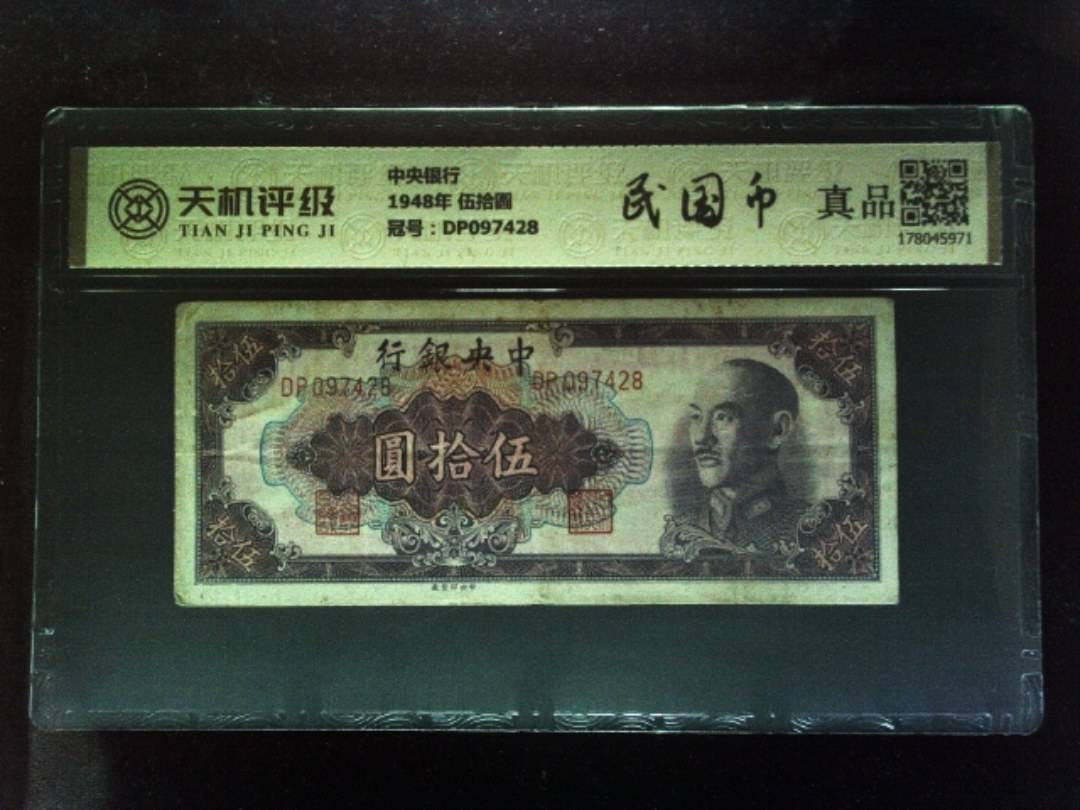 天机评级
TIAN JI PING JI
中央银行
1948年 伍拾圓
冠号：DP097428
民国币
真品
178045971
拾伍
拾伍
行銀央中
DP097428
DP097428
圓拾伍
拾伍
拾伍